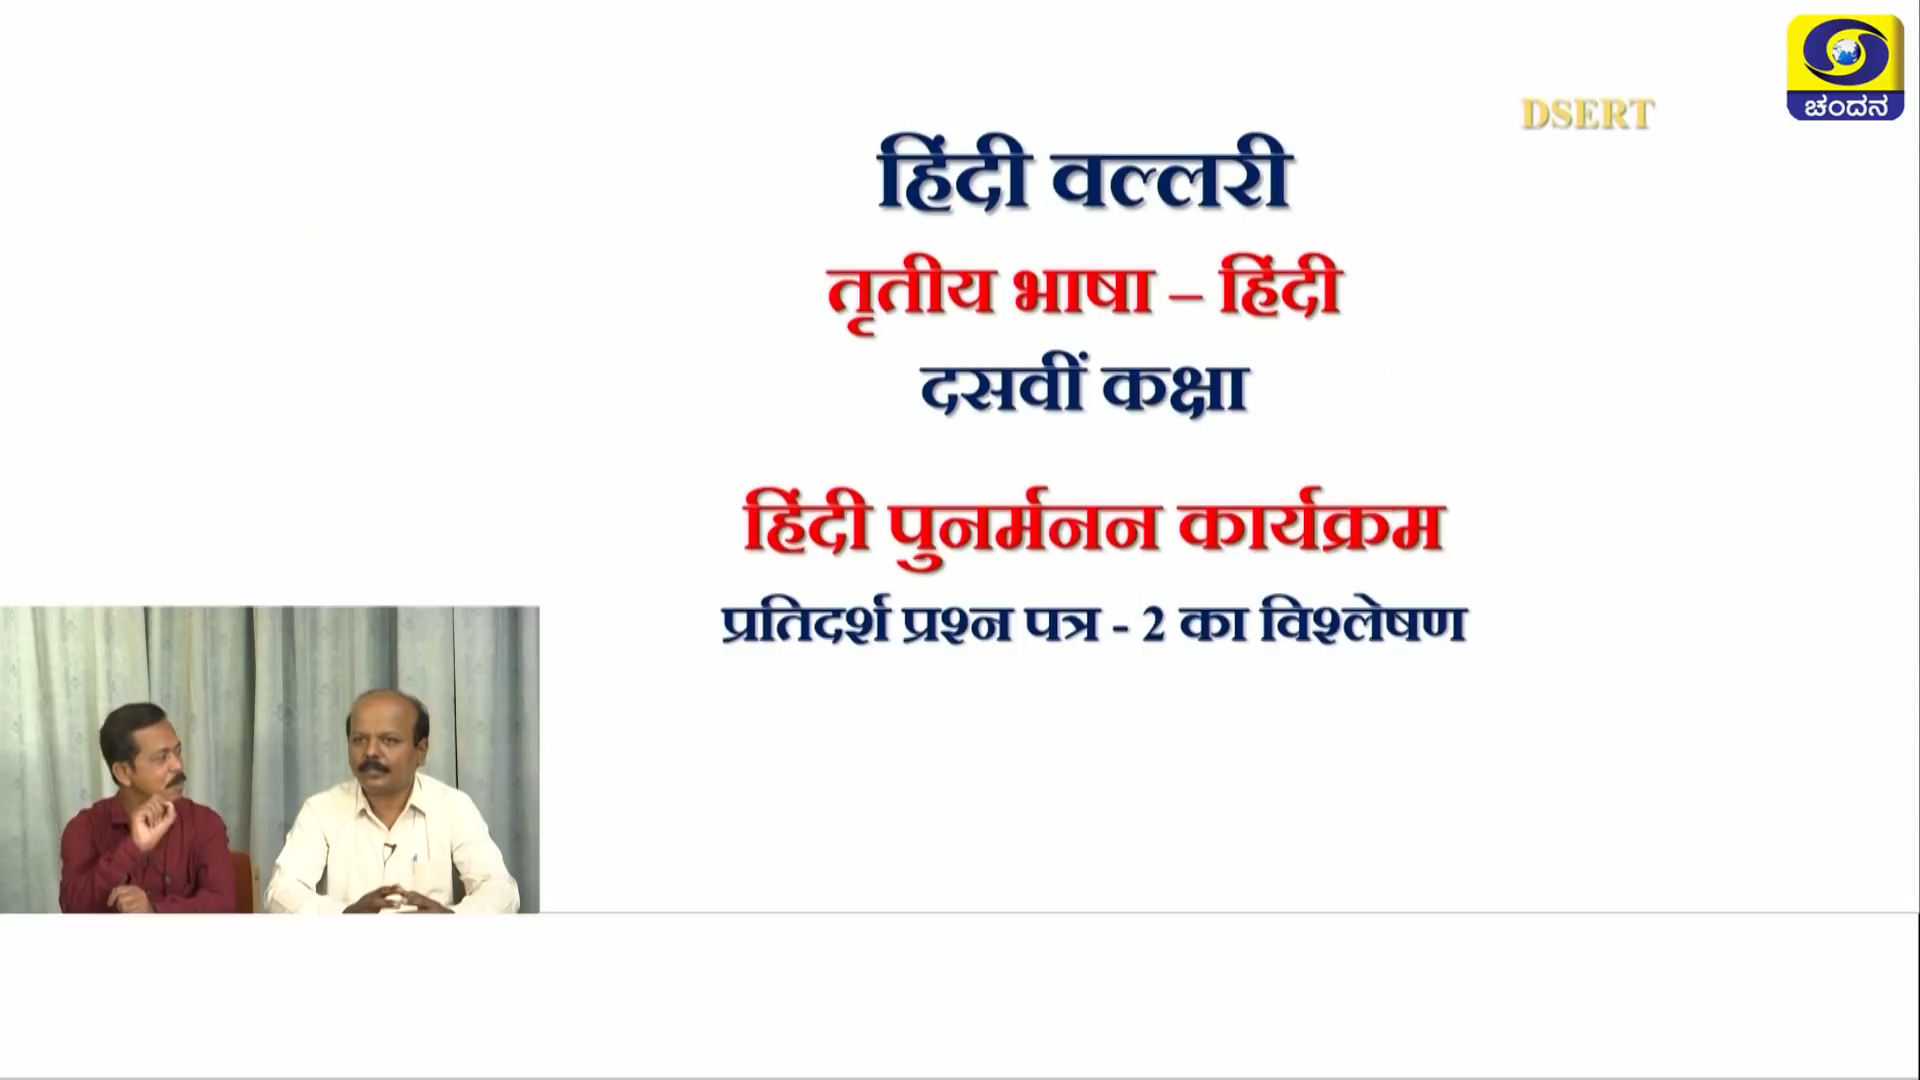 ಚಂದನ
DSERT
हिंदी वल्लरी
तृतीय भाषा – हिंदी
दसवीं कक्षा
हिंदी पुनर्मनन कार्यक्रम
प्रतिदर्श प्रश्न पत्र - 2 का विश्लेषण